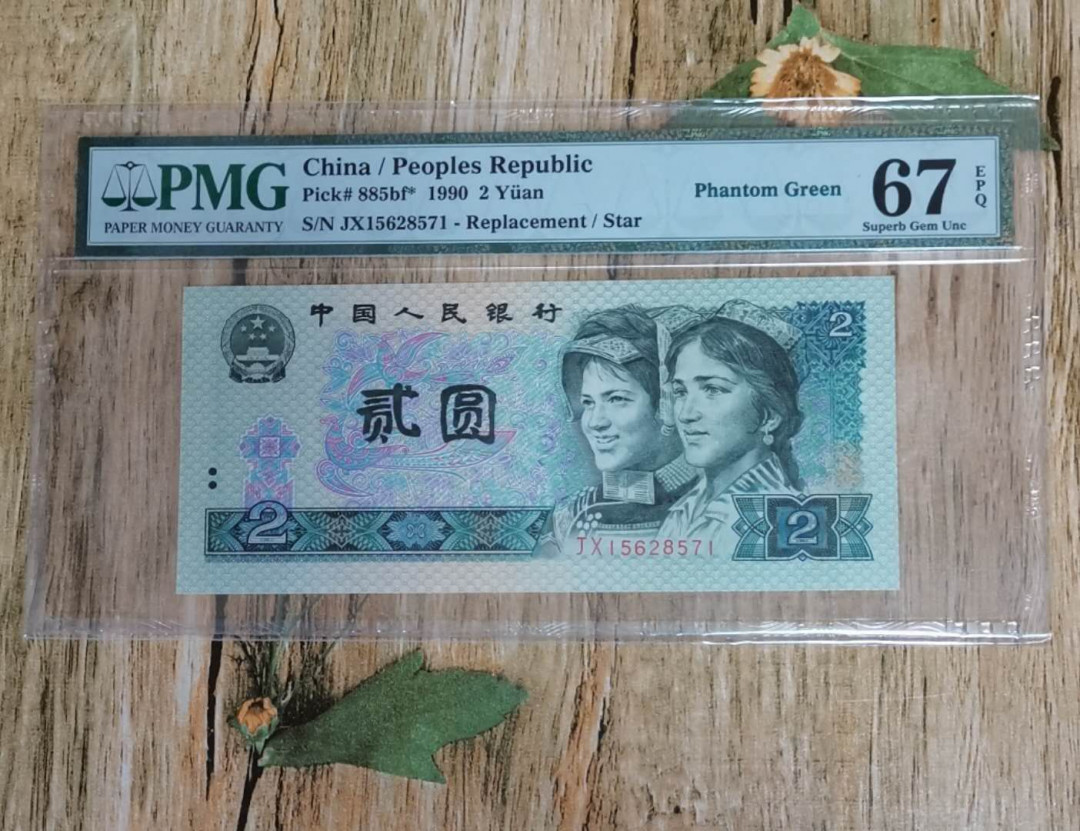 PMG
PAPER MONEY GUARANTY
China / Peoples Republic
Pick# 885bf* 1990 2 Yüan
S/N JX15628571 - Replacement / Star
Phantom Green
67
EPQ
Superb Gem Unc
中国人民银行
2
贰圆
2
JX15628571
2